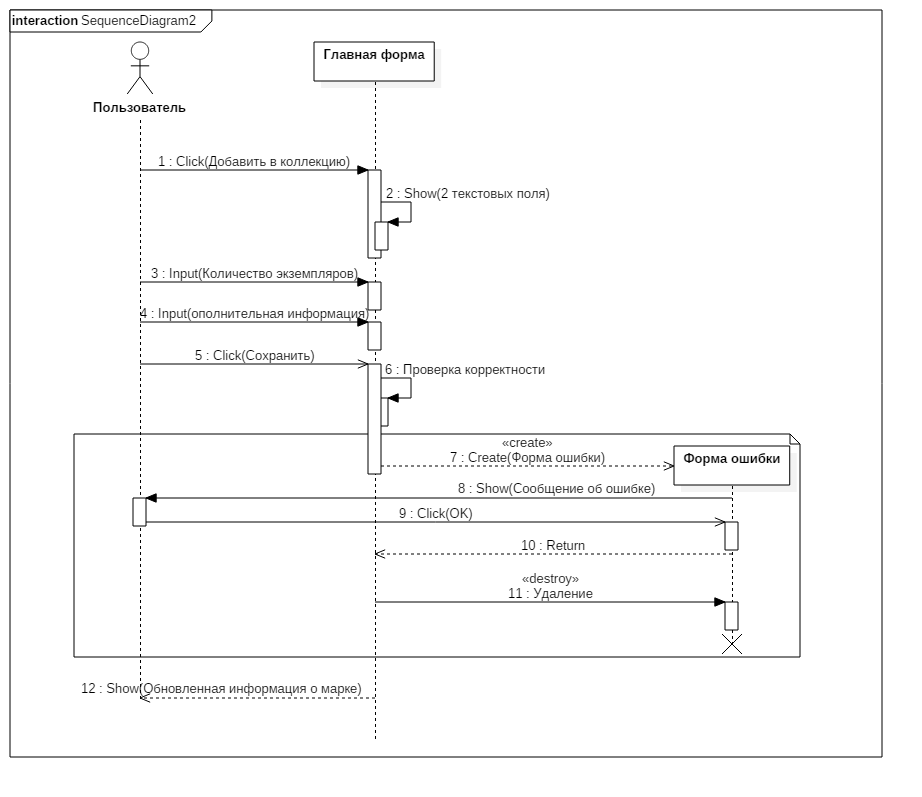 interaction SequenceDiagram2
Главная форма
Пользователь
1 : Click(Добавить в коллекцию)
2 : Show(2 текстовых поля)
3 : Input(Количество экземпляров)
4 : Input(ополнительная информация)
5 : Click(Сохранить)
6 : Проверка корректности
«create»
7 : Create(Форма ошибки)
Форма ошибки
8 : Show(Сообщение об ошибке)
9 : Click(OK)
10 : Return
«destroy»
11 : Удаление
12 : Show(Обновленная информация о марке)